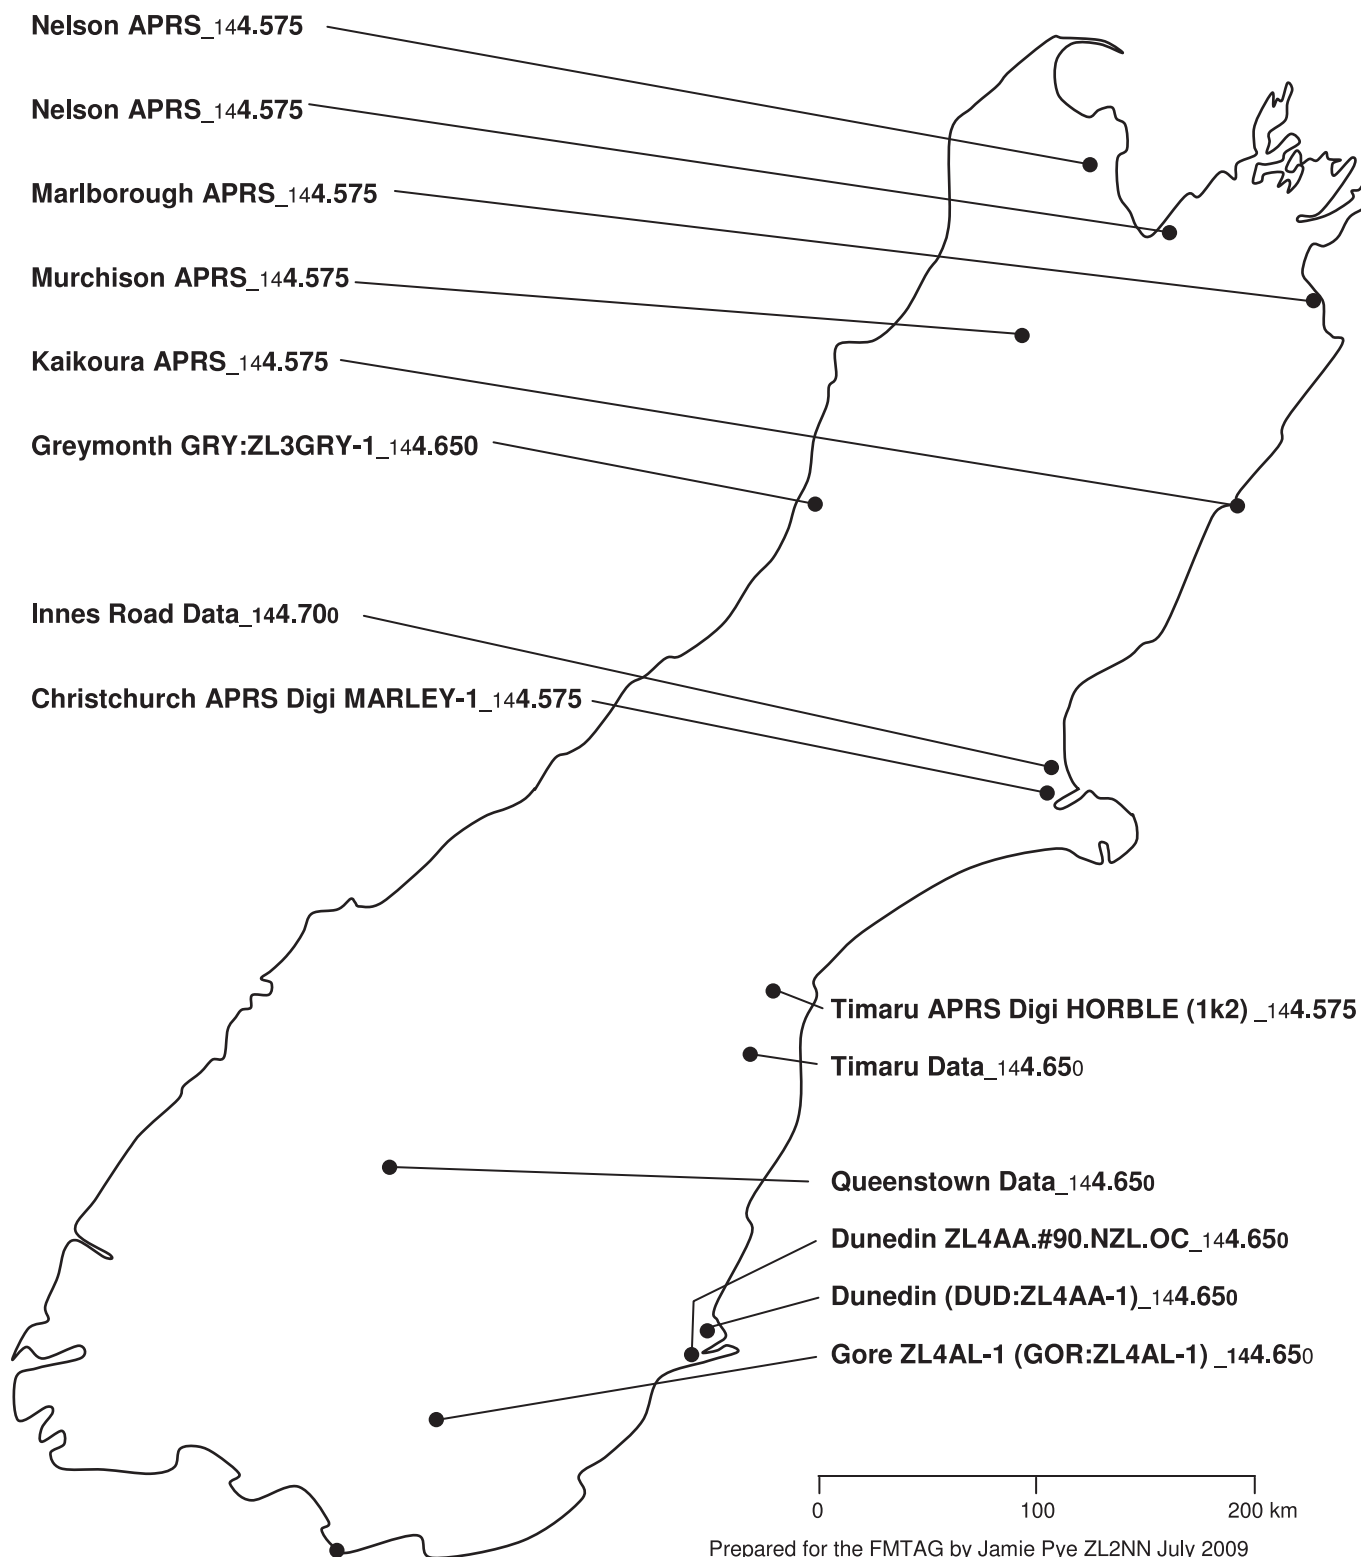 Nelson APRS_144.575
Nelson APRS_144.575
Marlborough APRS_144.575
Murchison APRS_144.575
Kaikoura APRS_144.575
Greymonth GRY:ZL3GRY-1_144.650
Innes Road Data_144.700
Christchurch APRS Digi MARLEY-1_144.575
Timaru APRS Digi HORBLE (1k2) _144.575
Timaru Data_144.650
Queenstown Data_144.650
Dunedin ZL4AA.#90.NZL.OC_144.650
Dunedin (DUD:ZL4AA-1)_144.650
Gore ZL4AL-1 (GOR:ZL4AL-1) _144.650
0 100 200 km
Prepared for the FMTAG by Jamie Pye ZL2NN July 2009